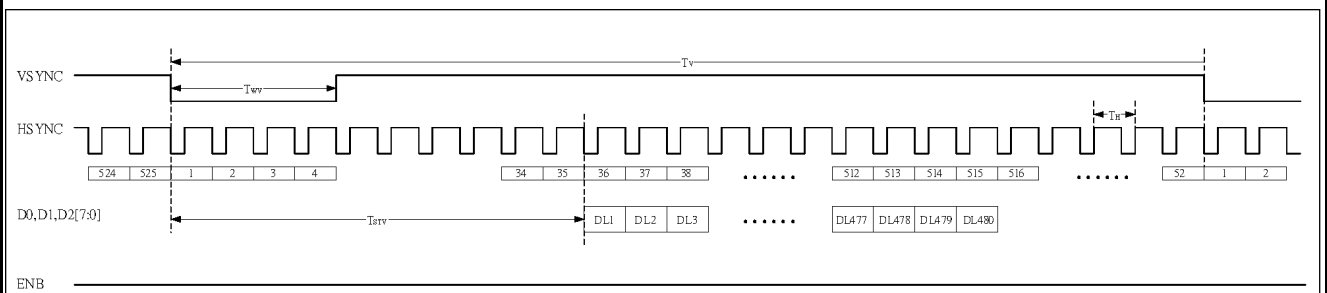 Tv
VSYNC
Twv
HSYNC
TH
524 525 1 2 3 4 34 35 36 37 38 ...... 512 513 514 515 516 ...... 52 1 2
D0,D1,D2[7:0]
Tsrv
DL1 DL2 DL3 ...... DL477 DL478 DL479 DL480
ENB